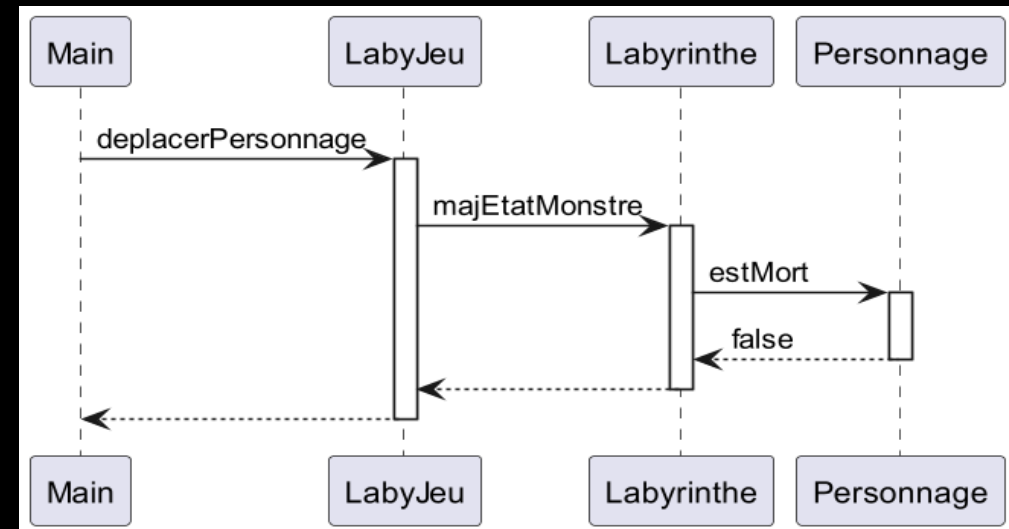 Main LabyJeu Labyrinthe Personnage
deplacerPersonnage
majEtatMonstre
estMort
false
Main LabyJeu Labyrinthe Personnage